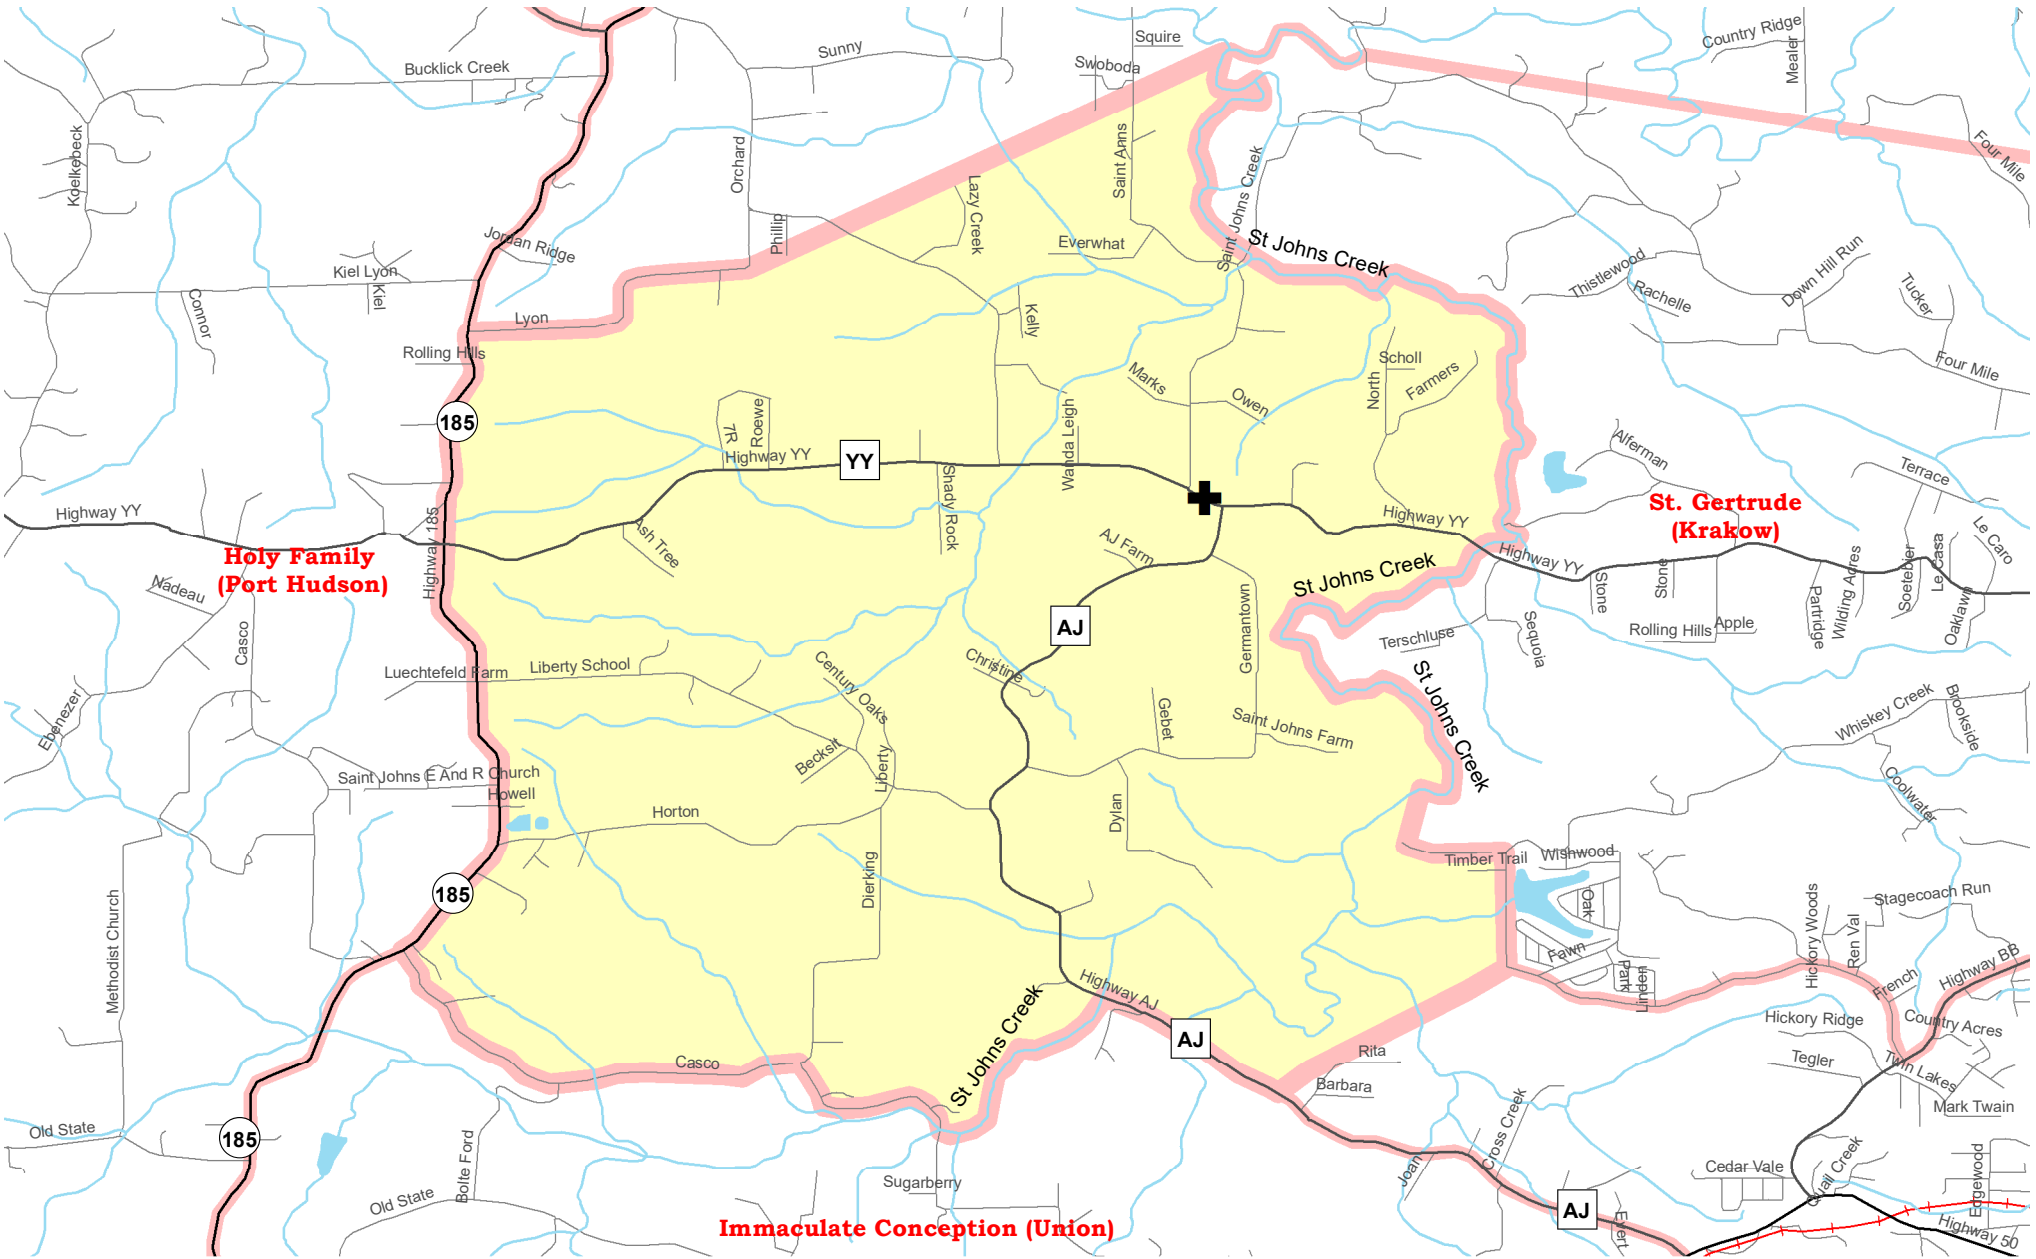 Squire
Country Ridge
Sunny
Mealer
Bucklick Creek
Swoboda
Koelkebeck
Orchard
Saint Anns
Four Mile
Saint Johns Creek
Lazy Creek
Phillip
Jordan Ridge
Everwhat
St Johns Creek
Kiel Lyon
Kiel
Thistlewood
Down Hill Run
Rachelle
Tucker
Connor
Lyon
Kelly
Rolling Hills
Scholl
Four Mile
Marks
North
Farmers
Owen
185
7R
Roewe
Wanda Leigh
Alferman
Highway YY
YY
Terrace
Shady Rock
St. Gertrude
(Krakow)
Highway YY
Highway 185
Highway YY
Ash Tree
Le Caro
Holy Family
(Port Hudson)
AJ Farm
Highway YY
St Johns Creek
Stone
Stone
Wilding Acres
Soetebier
Le Casa
Nadeau
Partridge
Oaklawn
Casco
AJ
Germantown
Terschluse
Sequoia
Rolling Hills
Apple
Luechtefeld Farm
Liberty School
Century Oaks
Christine
St Johns Creek
Ebenezer
Gebet
Saint Johns Farm
Whiskey Creek
Brookside
Becksit
Liberty
Saint Johns E And R Church
Howell
Coolwater
Horton
Dylan
Timber Trail
Wishwood
Dierking
185
Oak
Stagecoach Run
Methodist Church
Hickory Woods
Ren Val
Fawn
Park
Linden
French
Highway BB
Highway AJ
St Johns Creek
AJ
Hickory Ridge
Country Acres
Rita
Casco
Tegler
Twin Lakes
Barbara
Mark Twain
Old State
185
Bolte Ford
Joan
Cross Creek
Cedar Vale
Quail Creek
Edgewood
Sugarberry
Old State
AJ
Immaculate Conception (Union)
Highway 50